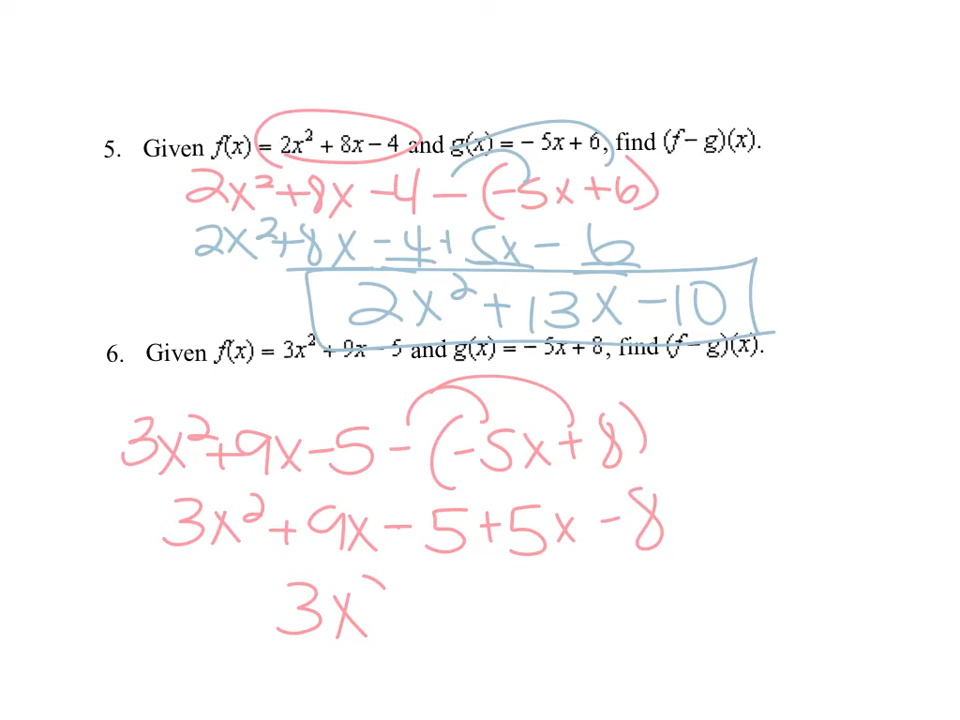 5. Given f(x) = 2x² + 8x – 4 and g(x) = – 5x + 6, find (f – g)(x).
2x²+8x-4-(-5x+6)
2x²+8x-4+5x-6
2x²+13x-10
6. Given f(x) = 3x² + 9x – 5 and g(x) = – 5x + 8, find (f – g)(x).
3x²+9x-5-(-5x+8)
3x²+9x-5+5x-8
3x